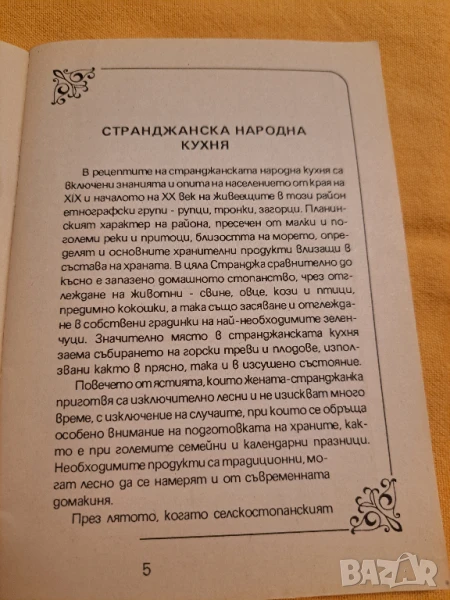 СТРАНДЖАНСКА НАРОДНА
КУХНЯ
В рецептите на странджанската народна кухня са
включени знанията и опита на населението от края на
XIX и началото на XX век на живеещите в този район
етнографски групи - рупци, тронки, загорци. Планин-
ският характер на района, пресечен от малки и по-
големи реки и притоци, близостта на морето, опре-
делят и основните хранителни продукти влизащи в
състава на храната. В цяла Странджа сравнително до
късно е запазено домашното стопанство, чрез отг-
леждане на животни - свине, овце, кози и птици,
предимно кокошки, а така също засяване и отглежда-
не в собствени градинки на най-необходимите зелен-
чуци. Значително място в странджанската кухня
заема събирането на горски треви и плодове, изпол-
звани както в прясно, така и в изсушено състояние.
Повечето от ястията, които жената-странджанка
приготвя са изключително лесни и не изискват много
време, с изключение на случаите, при които се обръща
особено внимание на подготовката на храните, как-
то е при големите семейни и календарни празници.
Необходимите продукти са традиционни, мо-
гат лесно да се намерят и от съвременната
домакиня.
През лятото, когато селскостопанският
5
BAZAR